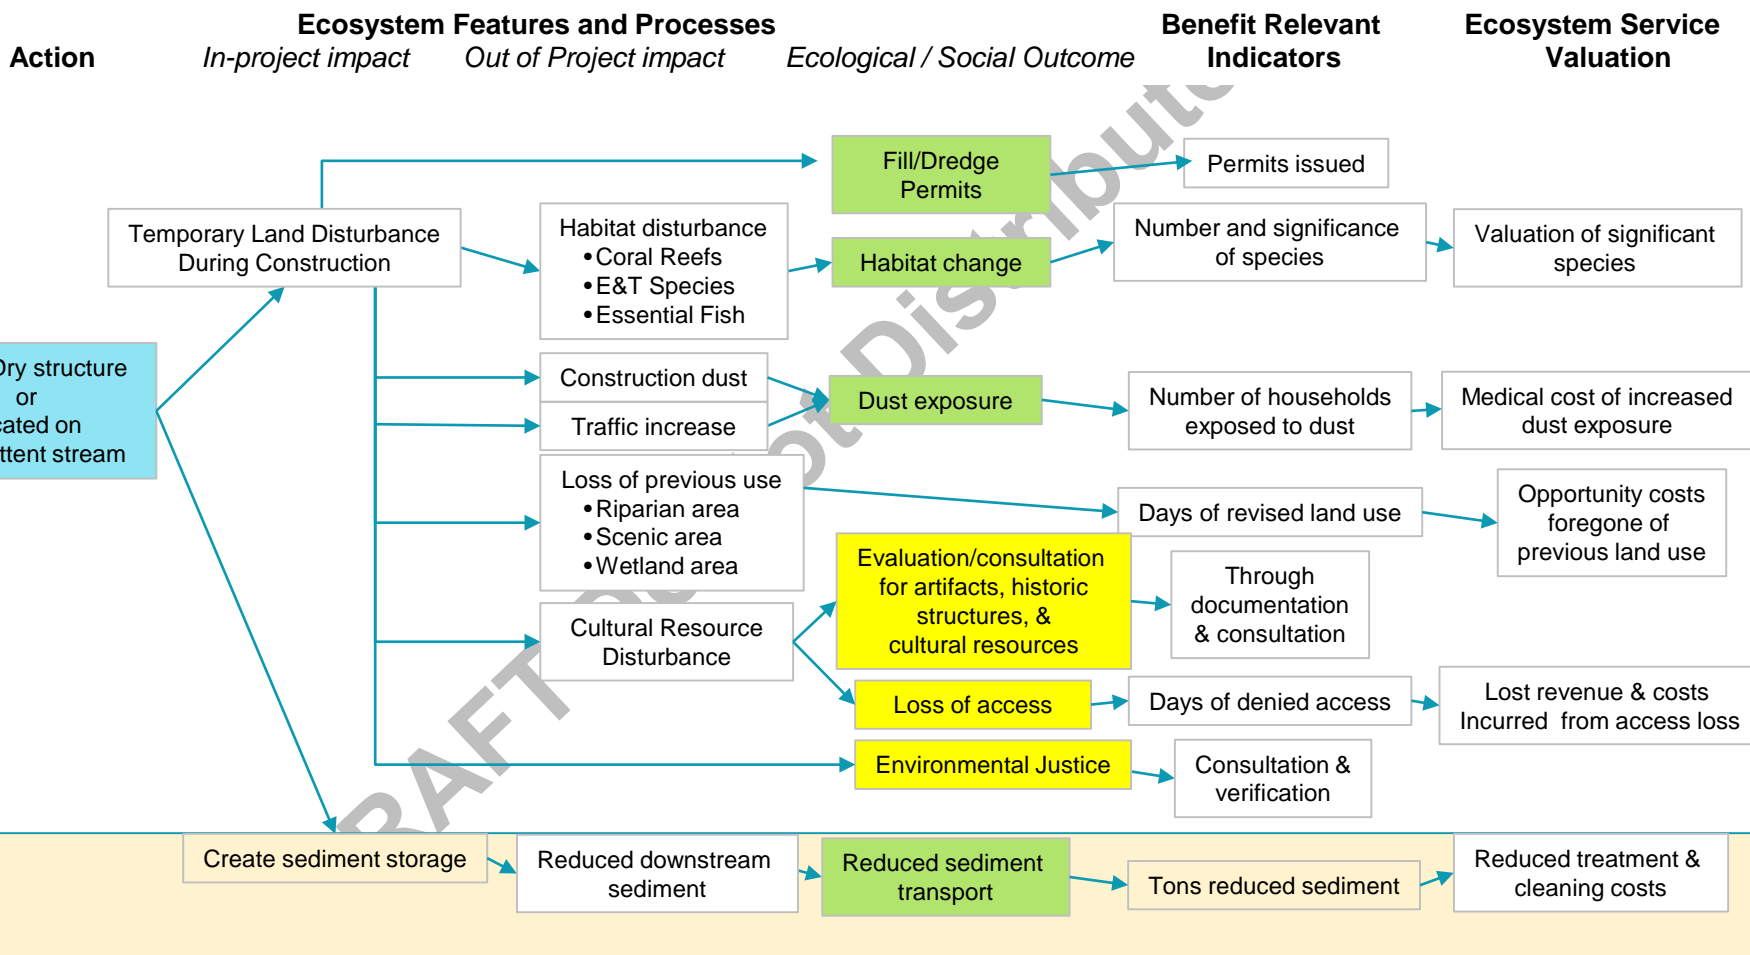 Ecosystem Features and Processes
Benefit Relevant
Indicators
Ecosystem Service
Valuation
Action
In-project impact
Out of Project impact
Ecological / Social Outcome
Fill/Dredge
Permits
Permits issued
Temporary Land Disturbance
During Construction
Habitat disturbance
•Coral Reefs
•E&T Species
•Essential Fish
Habitat change
Number and significance
of species
Valuation of significant
species
Dry structure
or
Construction dust
Traffic increase
Dust exposure
Number of households
exposed to dust
Medical cost of increased
dust exposure
on
stream
Loss of previous use
•Riparian area
•Scenic area
•Wetland area
Days of revised land use
Opportunity costs
foregone of
previous land use
Evaluation/consultation
for artifacts, historic
structures, &
cultural resources
Through
documentation
& consultation
Cultural Resource
Disturbance
Loss of access
Days of denied access
Lost revenue & costs
Incurred from access loss
Environmental Justice
Consultation &
verification
Create sediment storage
Reduced downstream
sediment
Reduced sediment
transport
Tons reduced sediment
Reduced treatment &
cleaning costs